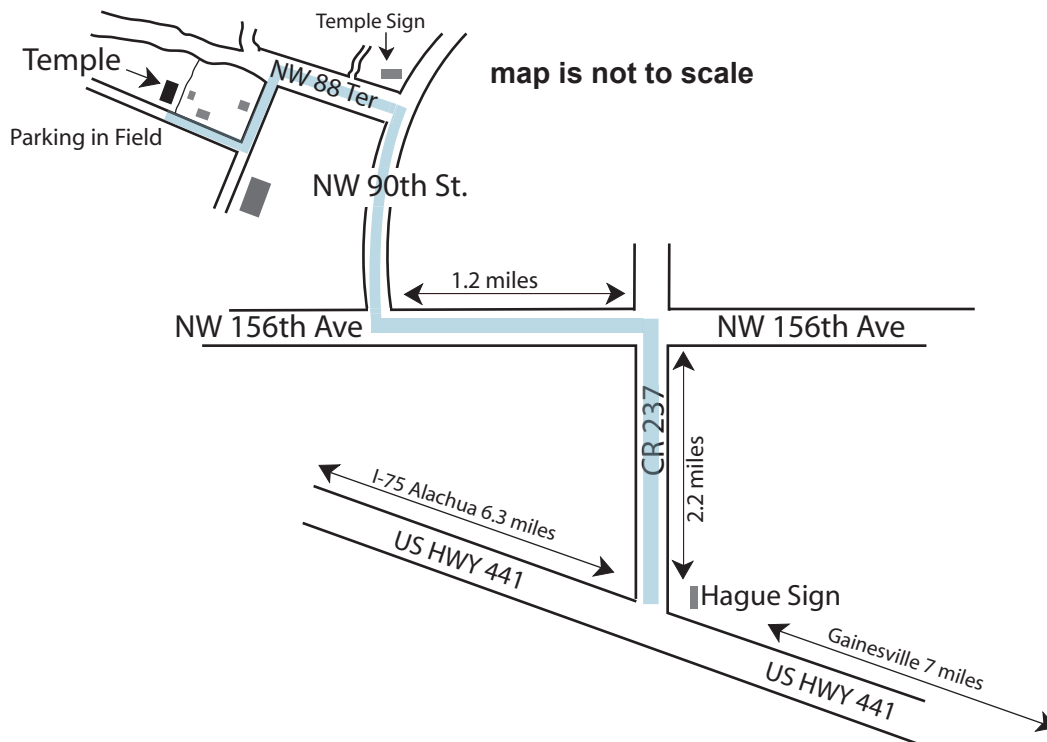 Temple Sign
Temple
map is not to scale
NW 88 Ter
Parking in Field
NW 90th St.
1.2 miles
NW 156th Ave
NW 156th Ave
CR 237
2.2 miles
I-75 Alachua 6.3 miles
US HWY 441
Hague Sign
Gainesville 7 miles
US HWY 441